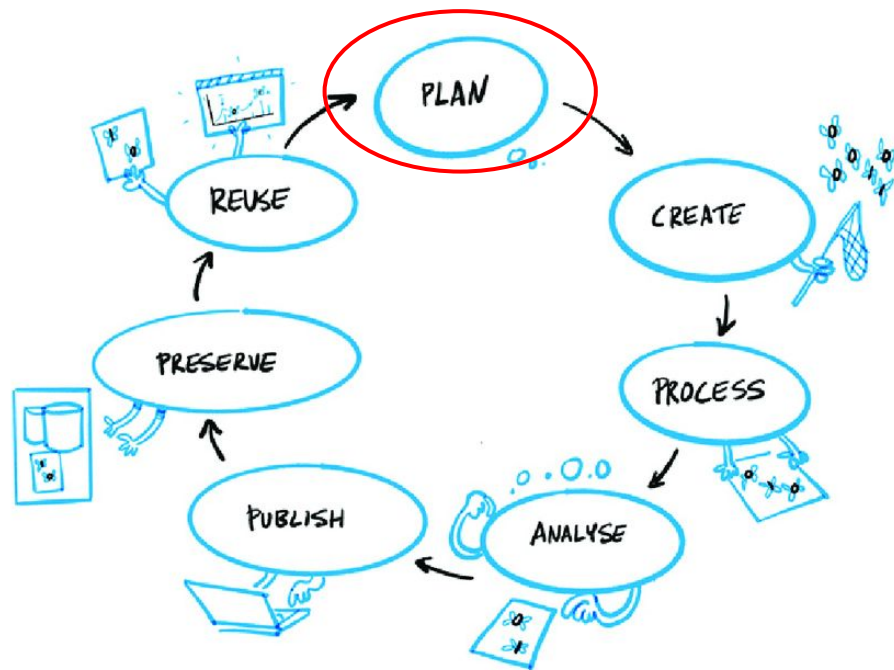 PLAN
CREATE
PROCESS
ANALYSE
PUBLISH
PRESERVE
REUSE